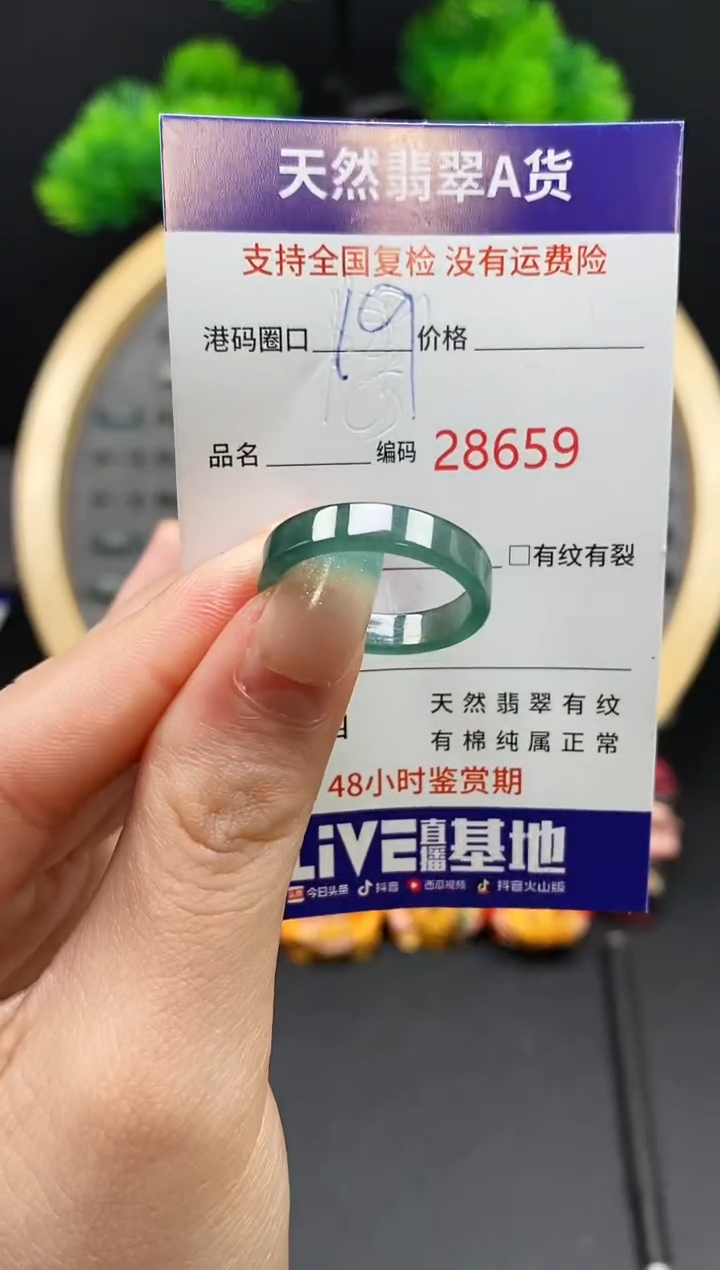 天然翡翠A货
支持全国复检 没有运费险
港码圈口 19 价格
品名 编码 28659
□有纹有裂
天然翡翠有纹
有棉纯属正常
48小时鉴赏期
LiVE直播基地
头条 今日头条 抖音 西瓜视频 抖音火山版